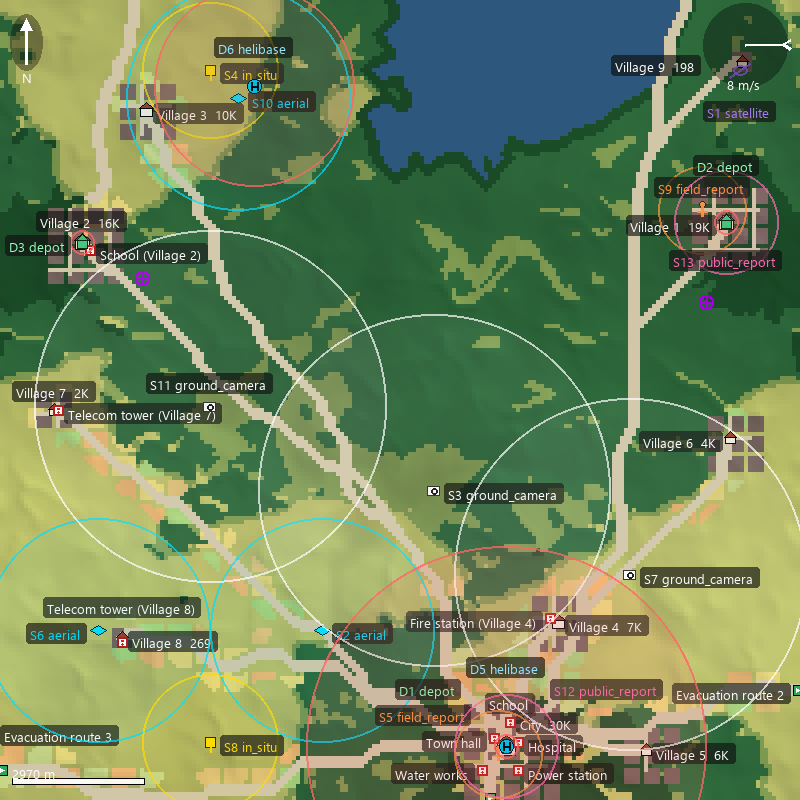 D6 helibase
S4 in_situ
S10 aerial
Village 3 10K
N
Village 9 198
8 m/s
S1 satellite
D2 depot
S9 field_report
Village 1 19K
S13 public_report
Village 2 16K
D3 depot
School (Village 2)
S11 ground_camera
Village 7 2K
Telecom tower (Village 7)
Village 6 4K
S3 ground_camera
S7 ground_camera
Telecom tower (Village 8)
S6 aerial
Village 8 269
S2 aerial
Fire station (Village 4)
Village 4 7K
D5 helibase
D1 depot
S12 public_report
Evacuation route 2
School
S5 field_report
City 30K
Evacuation route 3
Town hall
Hospital
S8 in_situ
Village 5 6K
Water works
Power station
2970 m